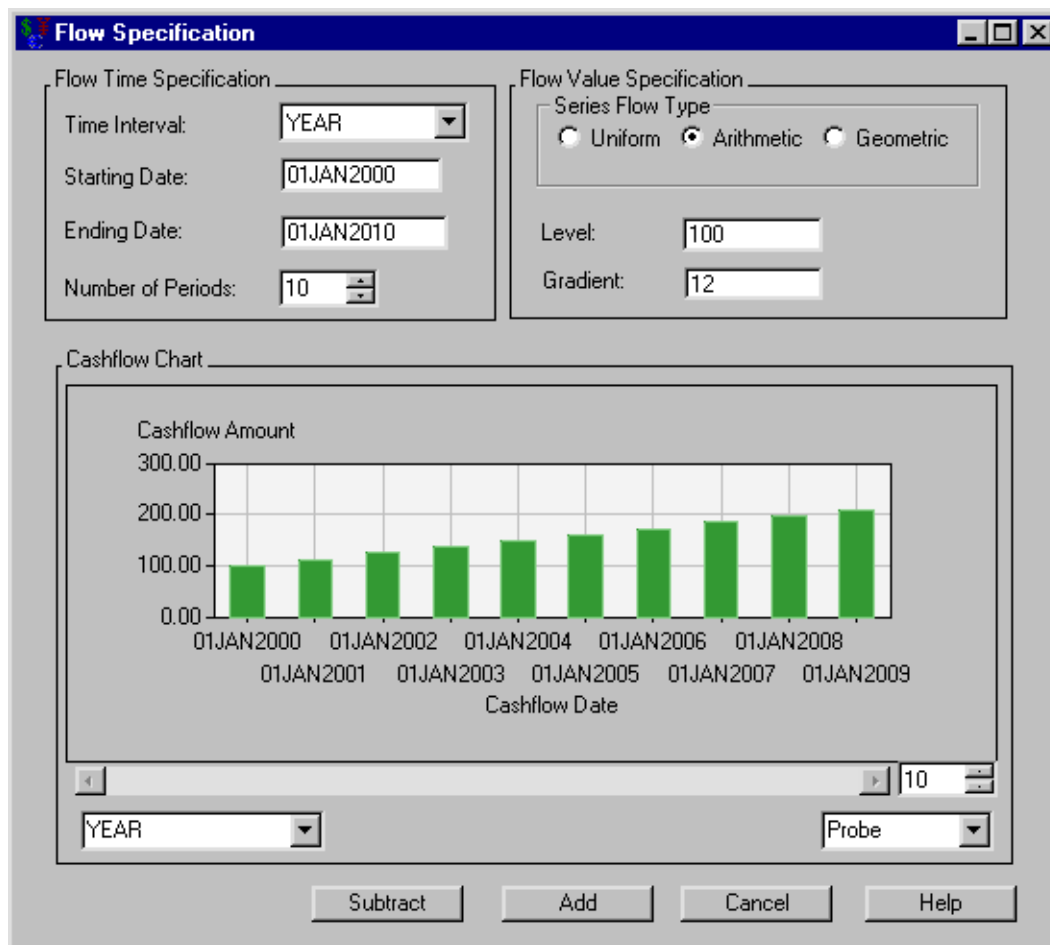 Flow Specification
Flow Time Specification
Time Interval: YEAR
Starting Date: 01JAN2000
Ending Date: 01JAN2010
Number of Periods: 10
Flow Value Specification
Series Flow Type
Uniform Arithmetic Geometric
Level: 100
Gradient: 12
Cashflow Chart
Cashflow Amount
300.00
200.00
100.00
0.00
01JAN2000 01JAN2002 01JAN2004 01JAN2006 01JAN2008
01JAN2001 01JAN2003 01JAN2005 01JAN2007 01JAN2009
Cashflow Date
10
YEAR Probe
Subtract Add Cancel Help